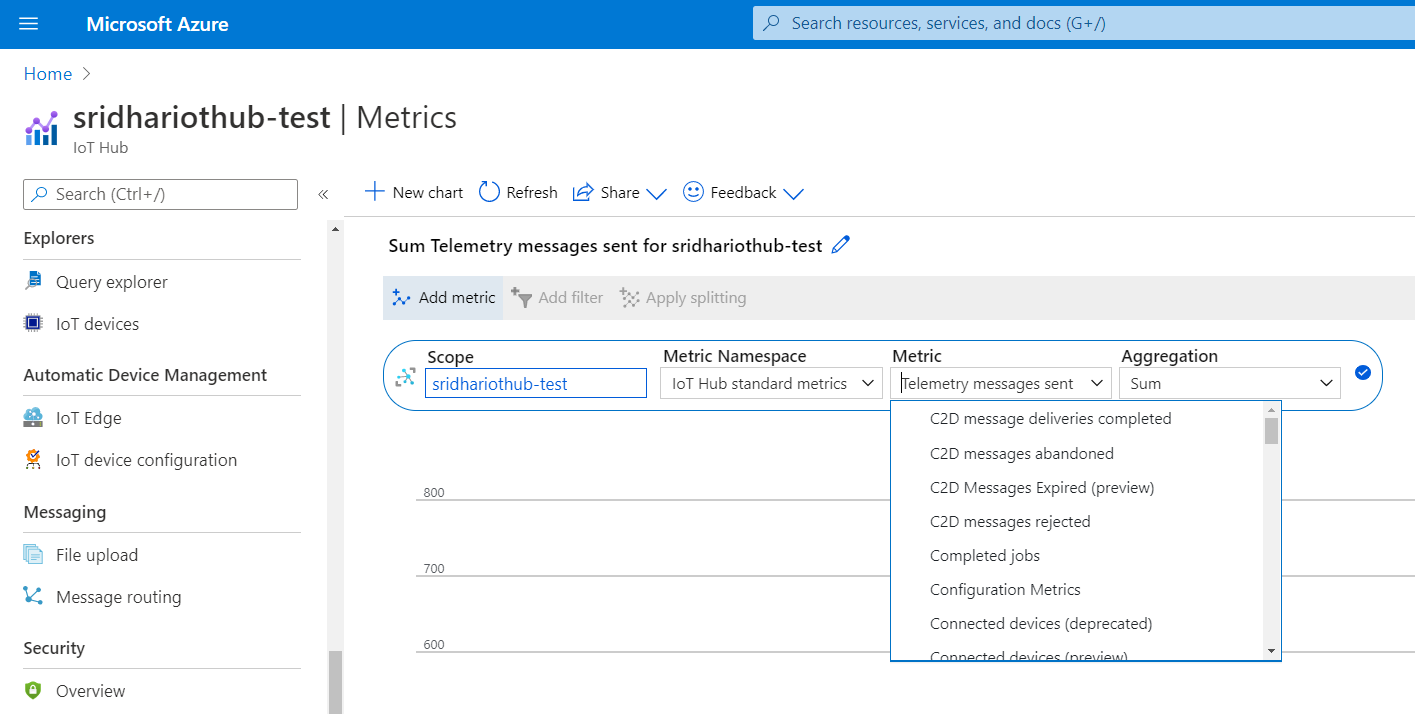 Microsoft Azure
Search resources, services, and docs (G+/)
Home
sridhariothub-test | Metrics
IoT Hub
Search (Ctrl+/)
«
New chart
Refresh
Share
Feedback
Explorers
Query explorer
IoT devices
Automatic Device Management
IoT Edge
IoT device configuration
Messaging
File upload
Message routing
Security
Overview
Sum Telemetry messages sent for sridhariothub-test
Add metric
Add filter
Apply splitting
Scope
sridhariothub-test
Metric Namespace
IoT Hub standard metrics
Metric
Telemetry messages sent
Aggregation
Sum
C2D message deliveries completed
C2D messages abandoned
C2D Messages Expired (preview)
C2D messages rejected
Completed jobs
Configuration Metrics
Connected devices (deprecated)
Connected devices (preview)
800
700
600